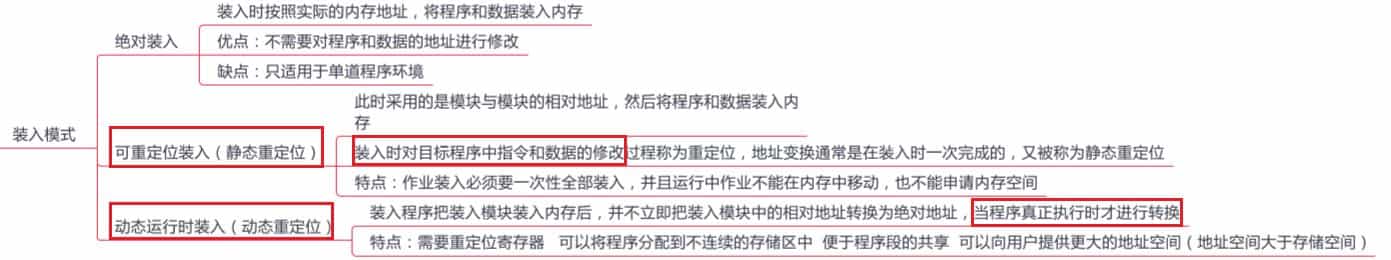 装入时按照实际的内存地址，将程序和数据装入内存
绝对装入
优点：不需要对程序和数据的地址进行修改
缺点：只适用于单道程序环境
此时采用的是模块与模块的相对地址，然后将程序和数据装入内
存
装入模式
可重定位装入（静态重定位）
装入时对目标程序中指令和数据的修改过程称为重定位，地址变换通常是在装入时一次完成的，又被称为静态重定位
特点：作业装入必须要一次性全部装入，并且运行中作业不能在内存中移动，也不能申请内存空间
装入程序把装入模块装入内存后，并不立即把装入模块中的相对地址转换为绝对地址，当程序真正执行时才进行转换
动态运行时装入（动态重定位）
特点：需要重定位寄存器 可以将程序分配到不连续的存储区中 便于程序段的共享 可以向用户提供更大的地址空间（地址空间大于存储空间）